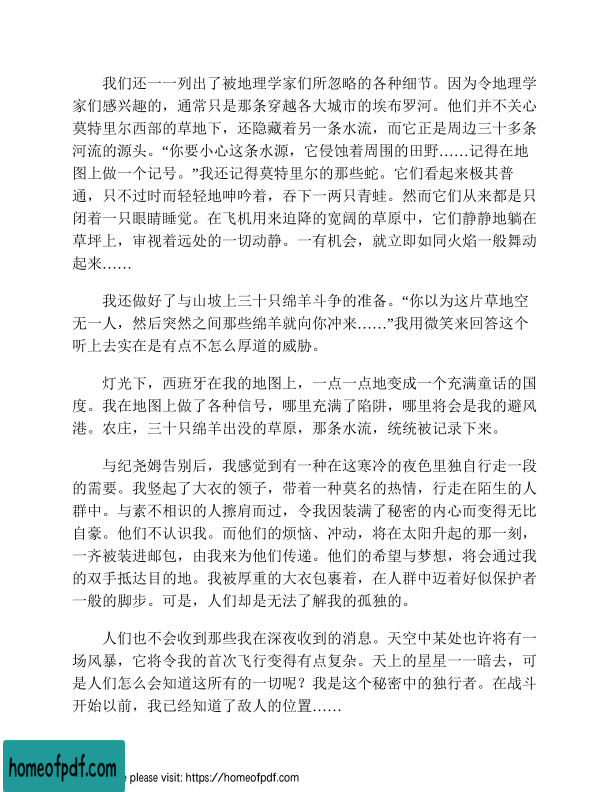 我们还一一列出了被地理学家们所忽略的各种细节。因为令地理学
家们感兴趣的，通常只是那条穿越各大城市的埃布罗河。他们并不关心
莫特里尔西部的草地下，还隐藏着另一条水流，而它正是周边三十多条
河流的源头。“你要小心这条水源，它侵蚀着周围的田野……记得在地
图上做一个记号。”我还记得莫特里尔的那些蛇。它们看起来极其普
通，只不过时而轻轻地呻吟着，吞下一两只青蛙。然而它们从来都是只
闭着一只眼睛睡觉。在飞机用来迫降的宽阔的草原中，它们静静地躺在
草坪上，审视着远处的一切动静。一有机会，就立即如同火焰一般舞动
起来……
我还做好了与山坡上三十只绵羊斗争的准备。“你以为这片草地空
无一人，然后突然之间那些绵羊就向你冲来……”我用微笑来回答这个
听上去实在是有点不怎么厚道的威胁。
灯光下，西班牙在我的地图上，一点一点地变成一个充满童话的国
度。我在地图上做了各种信号，哪里充满了陷阱，哪里将会是我的避风
港。农庄，三十只绵羊出没的草原，那条水流，统统被记录下来。
与纪尧姆告别后，我感觉到有一种在这寒冷的夜色里独自行走一段
的需要。我竖起了大衣的领子，带着一种莫名的热情，行走在陌生的人
群中。与素不相识的人擦肩而过，令我因装满了秘密的内心而变得无比
自豪。他们不认识我。而他们的烦恼、冲动，将在太阳升起的那一刻，
一齐被装进邮包，由我来为他们传递。他们的希望与梦想，将会通过我
的双手抵达目的地。我被厚重的大衣包裹着，在人群中迈着好似保护者
一般的脚步。可是，人们却是无法了解我的孤独的。
人们也不会收到那些我在深夜收到的消息。天空中某处也许将有一
场风暴，它将令我的首次飞行变得有点复杂。天上的星星一一暗去，可
是人们怎么会知道这所有的一切呢？我是这个秘密中的独行者。在战斗
开始以前，我已经知道了敌人的位置……
homeofpdf.com
e please visit: https://homeofpdf.com